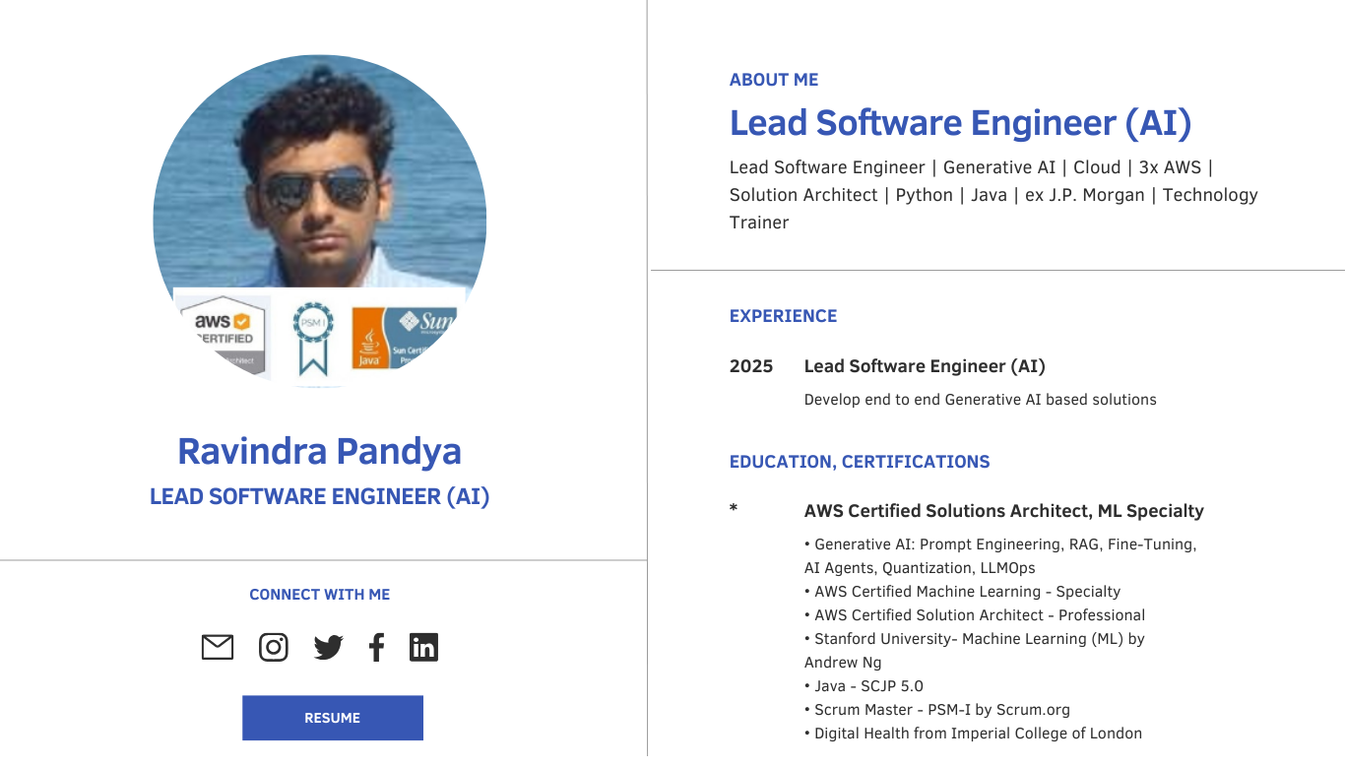 aws
CERTIFIED
PSM I
Java
Sun
Sun Certi
Ravindra Pandya
LEAD SOFTWARE ENGINEER (AI)
CONNECT WITH ME
RESUME
ABOUT ME
Lead Software Engineer (AI)
Lead Software Engineer | Generative AI | Cloud | 3x AWS |
Solution Architect | Python | Java | ex J.P. Morgan | Technology
Trainer
EXPERIENCE
2025 Lead Software Engineer (AI)
Develop end to end Generative AI based solutions
EDUCATION, CERTIFICATIONS
* AWS Certified Solutions Architect, ML Specialty
• Generative AI: Prompt Engineering, RAG, Fine-Tuning,
AI Agents, Quantization, LLMOps
• AWS Certified Machine Learning - Specialty
• AWS Certified Solution Architect - Professional
• Stanford University- Machine Learning (ML) by
Andrew Ng
• Java - SCJP 5.0
• Scrum Master - PSM-I by Scrum.org
• Digital Health from Imperial College of London